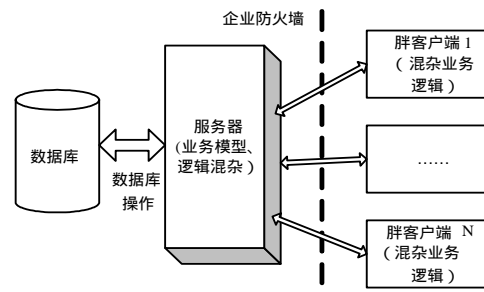 企业防火墙
胖客户端 1
（混杂业务
逻辑）
服务器
(业务模型、
逻辑混杂）
数据库
数据库
操作
……
胖客户端 N
（混杂业务
逻辑）